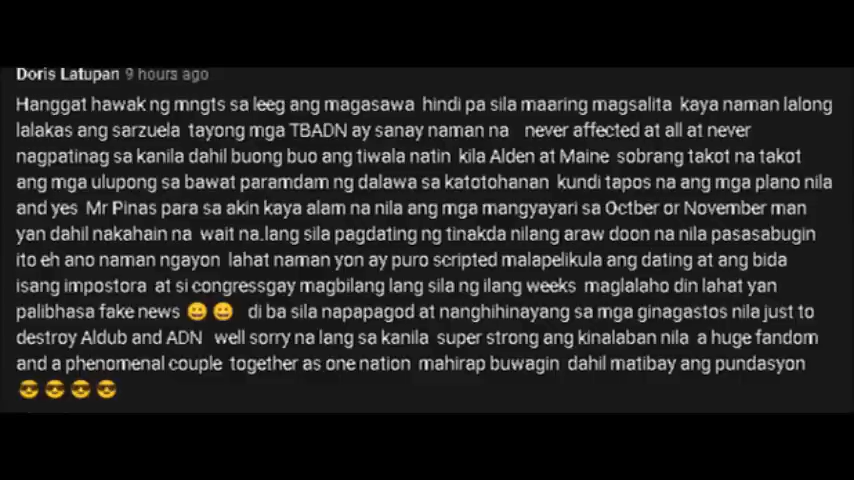 Doris Latupan 9 hours ago
Hanggat hawak ng mngts sa leeg ang magasawa hindi pa sila maaring magsalita kaya naman lalong
lalakas ang sarzuela tayong mga TBADN ay sanay naman na never affected at all at never
nagpatinag sa kanila dahil buong buo ang tiwala natin kila Alden at Maine sobrang takot na takot
ang mga ulupong sa bawat paramdam ng dalawa sa katotohanan kundi tapos na ang mga plano nila
and yes Mr Pinas para sa akin kaya alam na nila ang mga mangyayari sa Octber or November man
yan dahil nakahain na wait na.lang sila pagdating ng tinakda nilang araw doon na nila pasasabugin
ito eh ano naman ngayon lahat naman yon ay puro scripted malapelikula ang dating at ang bida
isang impostora at si congressgay magbilang lang sila ng ilang weeks maglalaho din lahat yan
palibhasa fake news 😀 😀 di ba sila napapagod at nanghihinayang sa mga ginagastos nila just to
destroy Aldub and ADN well sorry na lang sa kanila super strong ang kinalaban nila a huge fandom
and a phenomenal couple together as one nation mahirap buwagin dahil matibay ang pundasyon
😎 😎 😎 😎